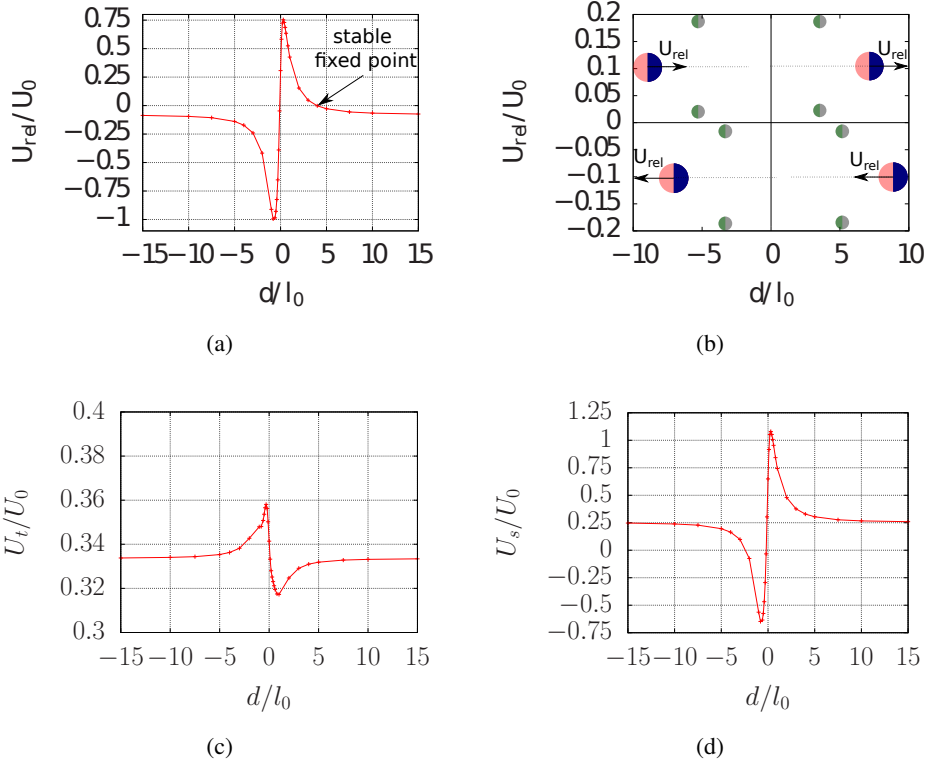 0.75
0.5
0.25
0
−0.25
−0.5
−0.75
−1
U_rel/U_0
stable
fixed point
−15 −10 −5 0 5 10 15
d/l_0
(a)
0.2
0.15
0.1
0.05
0
−0.05
−0.1
−0.15
0.2
U_rel/U_0
U_rel
U_rel
U_rel
U_rel
−10 −5 0 5 10
d/l_0
(b)
0.4
0.38
0.36
0.34
0.32
0.3
U_t/U_0
−15 −10 −5 0 5 10 15
d/l_0
(c)
1.25
1
0.75
0.5
0.25
0
−0.25
−0.5
−0.75
U_s/U_0
−15 −10 −5 0 5 10 15
d/l_0
(d)